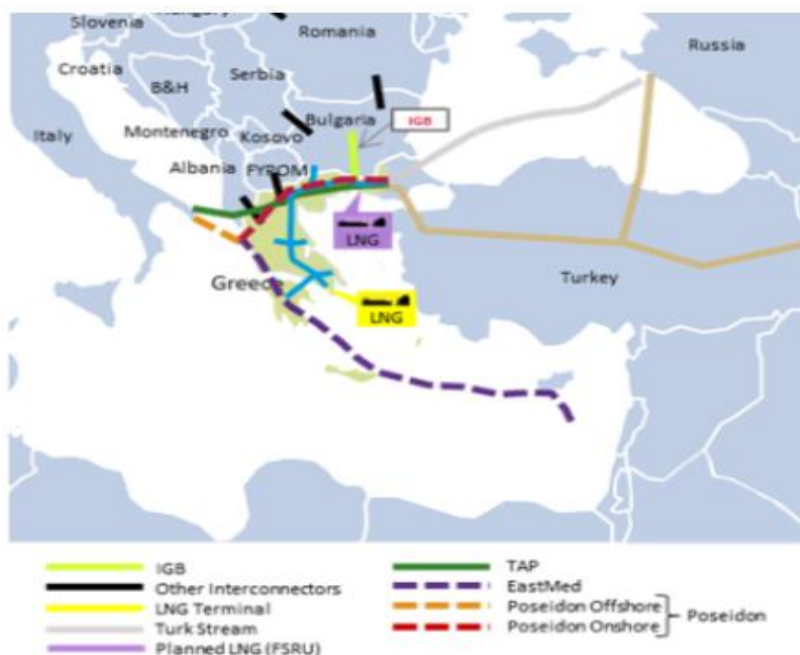 Slovenia
Romania
Russia
Croatia
Serbia
B&H
Bulgaria
IGB
Italy
Montenegro
Kosovo
Albania
FYROM
LNG
Greece
Turkey
LNG
IGB
Other Interconnectors
LNG Terminal
Turk Stream
Planned LNG (FSRU)
TAP
EastMed
Poseidon Offshore
Poseidon Onshore
Poseidon